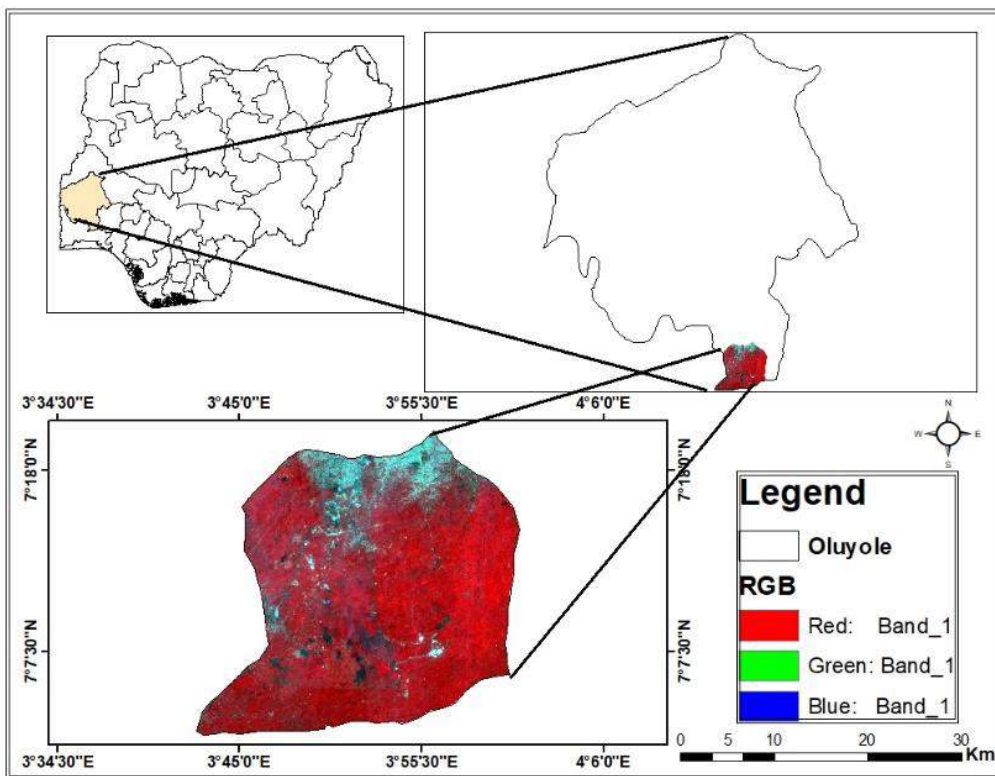 3°34'30"E 3°45'0"E 3°55'30"E 4°6'0"E
N
W E
S
7°18'0"N 7°18'0"N
7°7'30"N 7°7'30"N
Legend
Oluyole
RGB
Red: Band_1
Green: Band_1
Blue: Band_1
3°34'30"E 3°45'0"E 3°55'30"E 4°6'0"E
0 5 10 20 30
Km